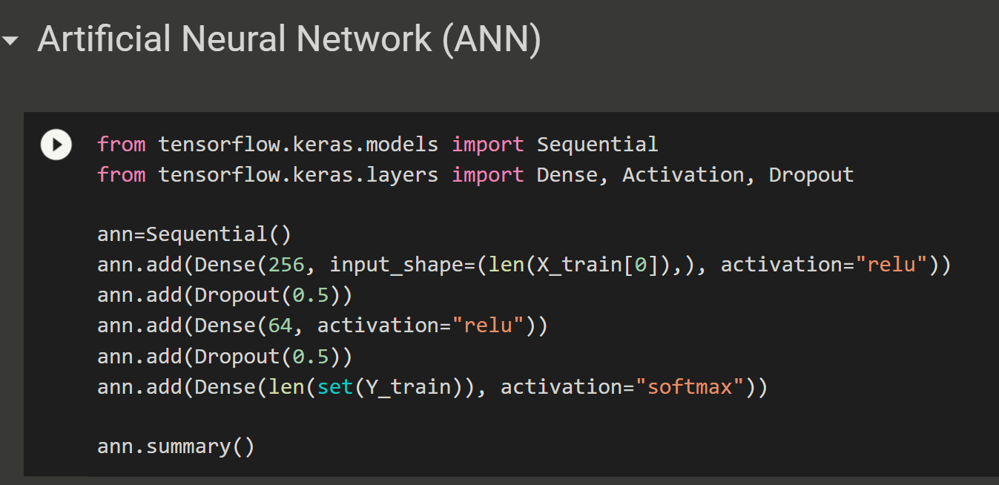 Artificial Neural Network (ANN)
from tensorflow.keras.models import Sequential
from tensorflow.keras.layers import Dense, Activation, Dropout
ann=Sequential()
ann.add(Dense(256, input_shape=(len(X_train[0]),), activation="relu"))
ann.add(Dropout(0.5))
ann.add(Dense(64, activation="relu"))
ann.add(Dropout(0.5))
ann.add(Dense(len(set(Y_train)), activation="softmax"))
ann.summary()